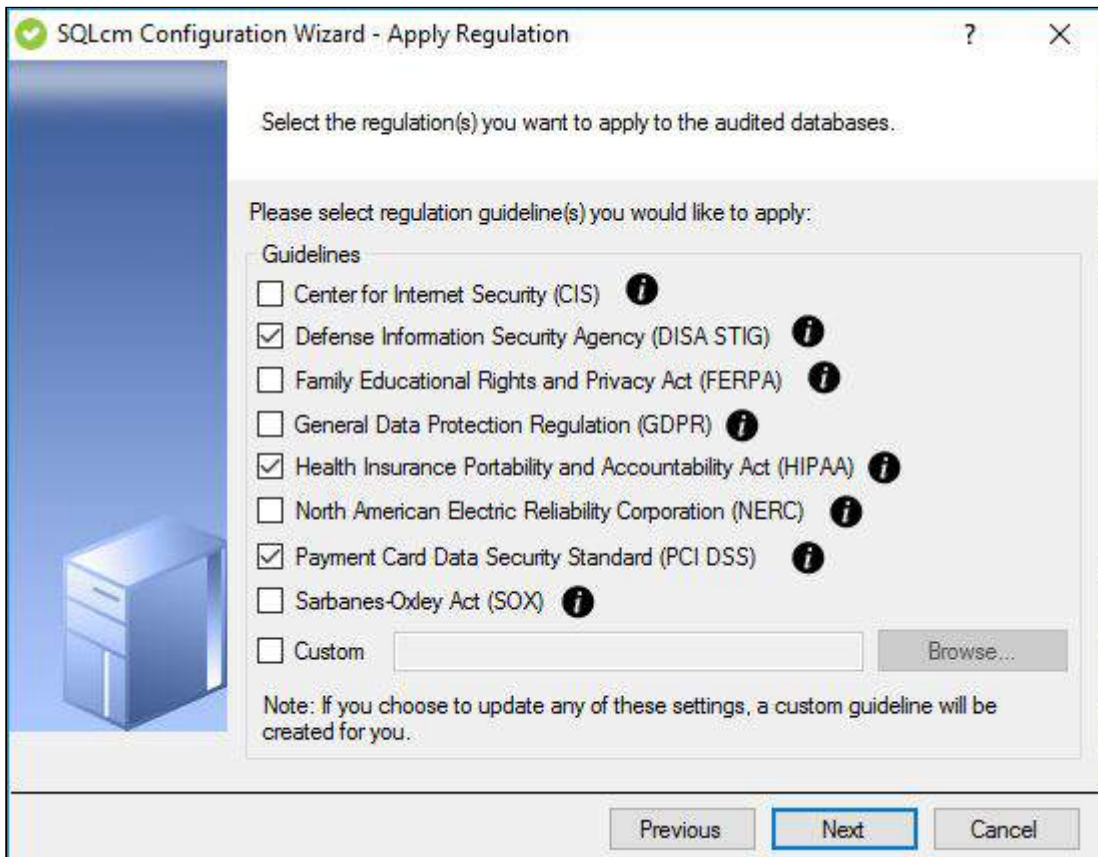 SQLcm Configuration Wizard - Apply Regulation
?
Select the regulation(s) you want to apply to the audited databases.
Please select regulation guideline(s) you would like to apply:
Guidelines
Center for Internet Security (CIS) i
Defense Information Security Agency (DISA STIG) i
Family Educational Rights and Privacy Act (FERPA) i
General Data Protection Regulation (GDPR) i
Health Insurance Portability and Accountability Act (HIPAA) i
North American Electric Reliability Corporation (NERC) i
Payment Card Data Security Standard (PCI DSS) i
Sarbanes-Oxley Act (SOX) i
Custom
Browse...
Note: If you choose to update any of these settings, a custom guideline will be
created for you.
Previous
Next
Cancel